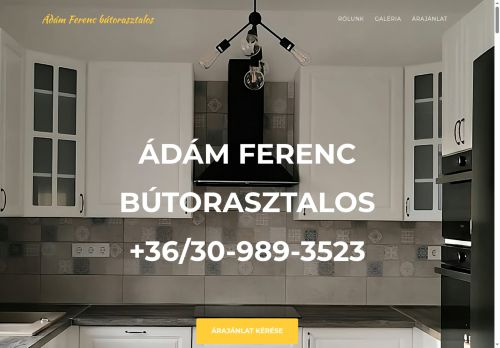 Ádám Ferenc bútorasztalos
RÓLUNK GALÉRIA ÁRAJÁNLAT
ÁDÁM FERENC
BÚTORASZTALOS
+36/30-989-3523
ÁRAJÁNLAT KÉRÉSE